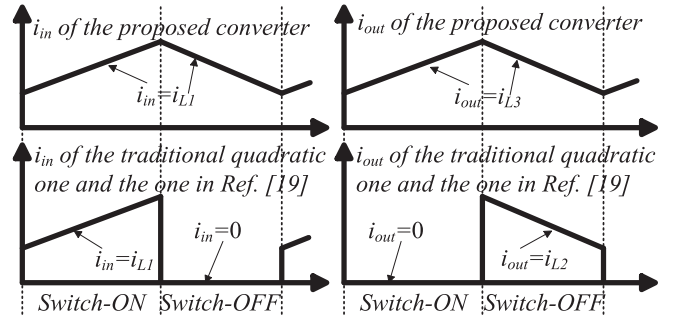 i_in of the proposed converter
i_in=i_L1
i_out of the proposed converter
i_out=i_L3
i_in of the traditional quadratic
one and the one in Ref. [19]
i_in=i_L1
i_in=0
Switch-ON Switch-OFF
i_out of the traditional quadratic
one and the one in Ref. [19]
i_out=0
i_out=i_L2
Switch-ON Switch-OFF